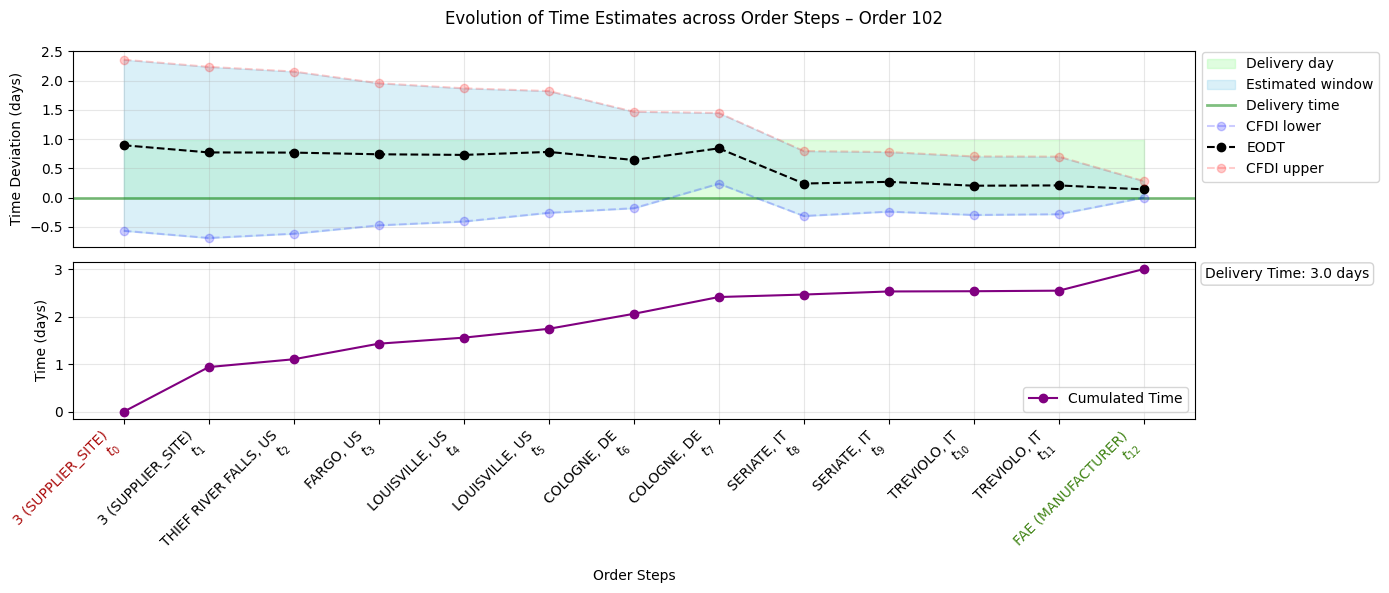 Evolution of Time Estimates across Order Steps – Order 102
Time Deviation (days)
2.5
2.0
1.5
1.0
0.5
0.0
−0.5
Delivery day
Estimated window
Delivery time
CFDI lower
EODT
CFDI upper
Time (days)
3
2
1
0
Delivery Time: 3.0 days
Cumulated Time
3 (SUPPLIER_SITE)
t0
3 (SUPPLIER_SITE)
t1
THIEF RIVER FALLS, US
t2
FARGO, US
t3
LOUISVILLE, US
t4
LOUISVILLE, US
t5
COLOGNE, DE
t6
COLOGNE, DE
t7
SERIATE, IT
t8
SERIATE, IT
t9
TREVIOLO, IT
t10
TREVIOLO, IT
t11
FAE (MANUFACTURER)
t12
Order Steps